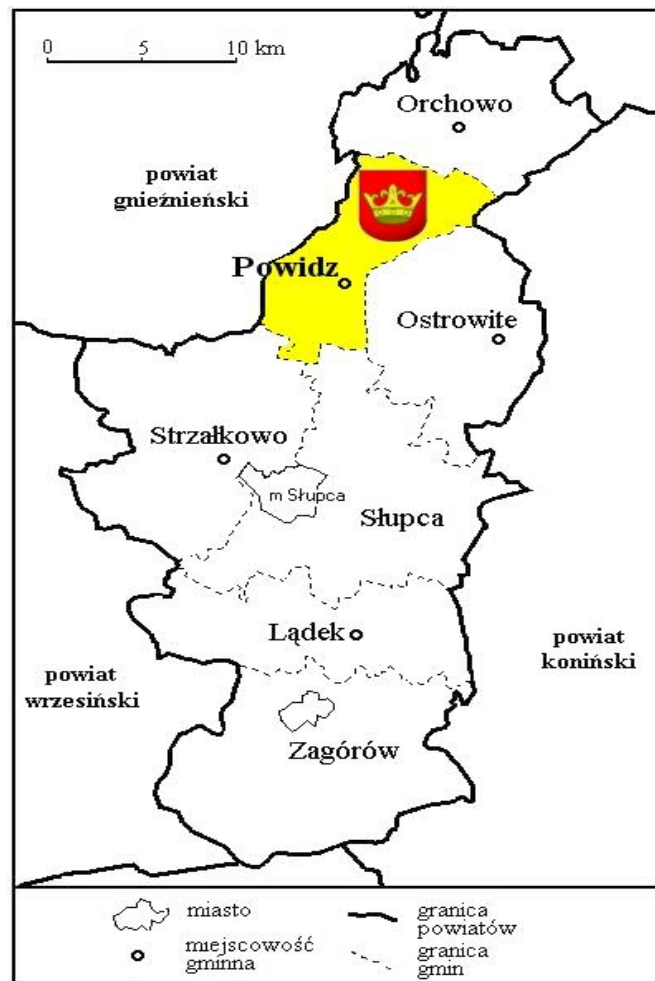 0 5 10 km
Orchowo
powiat
gnieźnieński
Powidz
Ostrowite
Strzałkowo
m Słupca
Słupca
Lądek
powiat
koniński
powiat
wrzesiński
Zagórów
miasto
granica
powiatów
miejscowość
gminna
granica
gmin